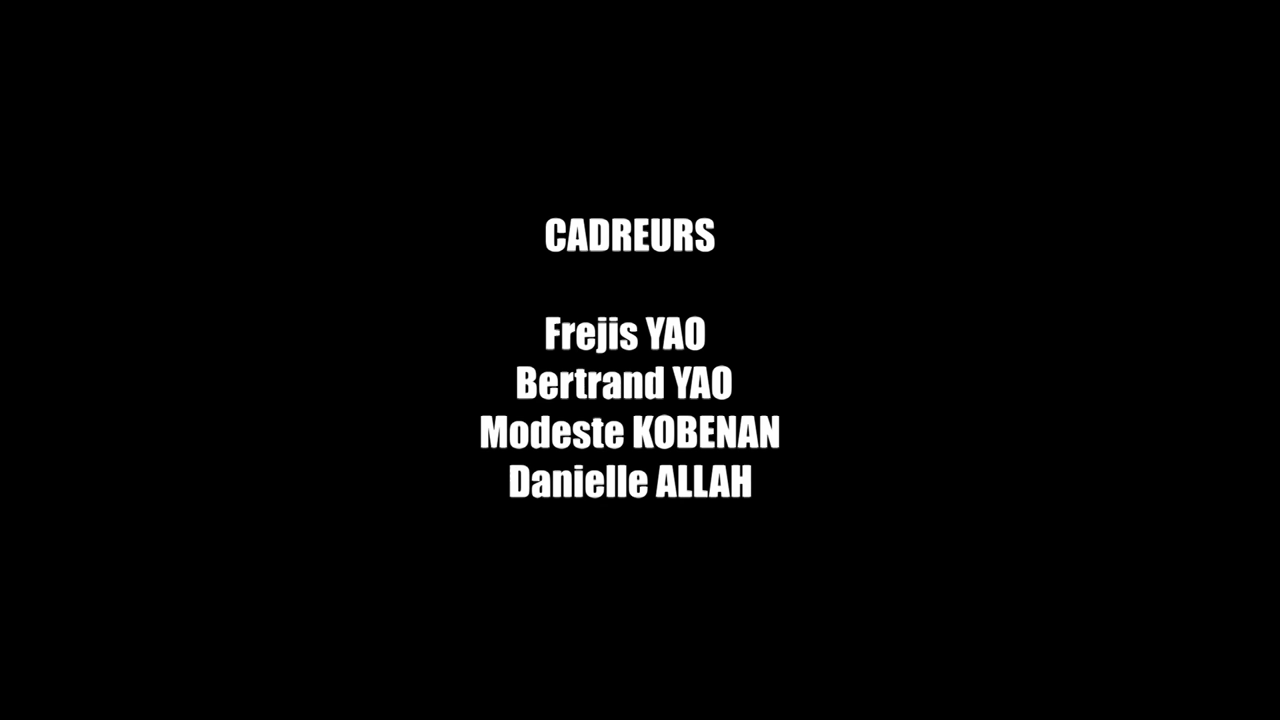 CADREURS
Frejis YAO
Bertrand YAO
Modeste KOBENAN
Danielle ALLAH